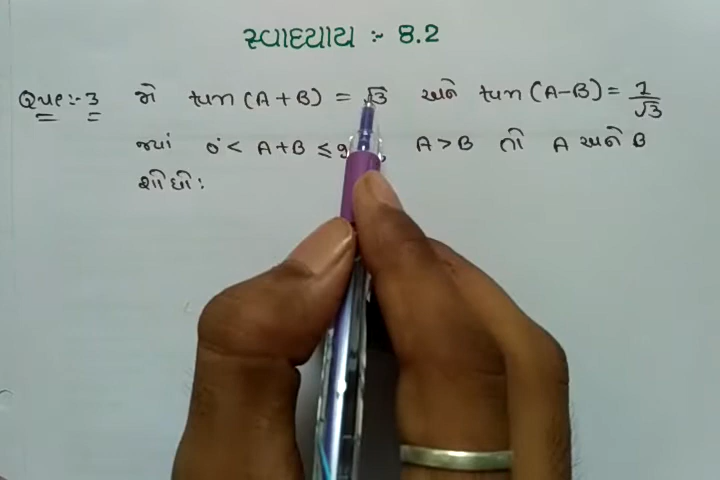 સ્વાધ્યાય :- 8.2
Que:-3 જો tan (A + B) = √3 અને tan (A-B) = 1/√3
જ્યાં 0° < A+B ≤ A > B તો A અને B
શોધો: